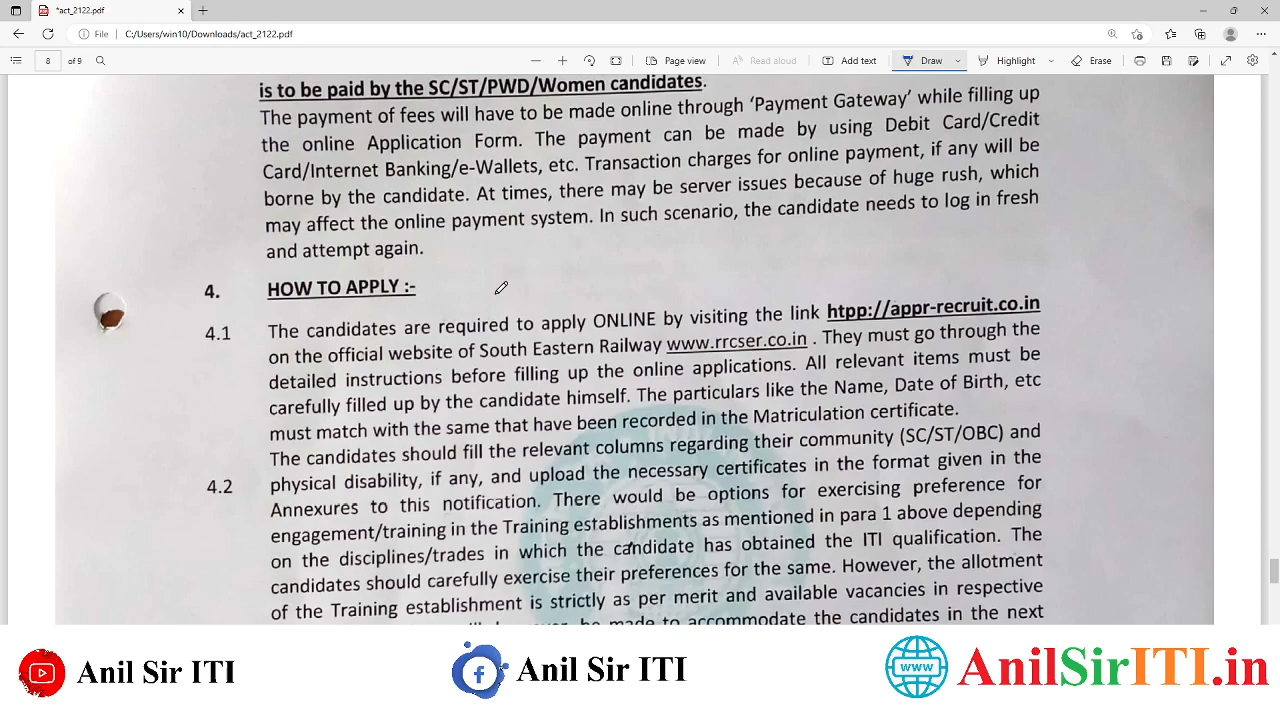 *act_2122.pdf
File C:/Users/win10/Downloads/act_2122.pdf
8 of 9 Page view Read aloud Add text Draw Highlight Erase
is to be paid by the SC/ST/PWD/Women candidates.
The payment of fees will have to be made online through ‘Payment Gateway’ while filling up
the online Application Form. The payment can be made by using Debit Card/Credit
Card/Internet Banking/e-Wallets, etc. Transaction charges for online payment, if any will be
borne by the candidate. At times, there may be server issues because of huge rush, which
may affect the online payment system. In such scenario, the candidate needs to log in fresh
and attempt again.
4. HOW TO APPLY :-
4.1 The candidates are required to apply ONLINE by visiting the link htpp://appr-recruit.co.in
on the official website of South Eastern Railway www.rrcser.co.in . They must go through the
detailed instructions before filling up the online applications. All relevant items must be
carefully filled up by the candidate himself. The particulars like the Name, Date of Birth, etc
must match with the same that have been recorded in the Matriculation certificate.
The candidates should fill the relevant columns regarding their community (SC/ST/OBC) and
4.2 physical disability, if any, and upload the necessary certificates in the format given in the
Annexures to this notification. There would be options for exercising preference for
engagement/training in the Training establishments as mentioned in para 1 above depending
on the disciplines/trades in which the candidate has obtained the ITI qualification. The
candidates should carefully exercise their preferences for the same. However, the allotment
of the Training establishment is strictly as per merit and available vacancies in respective
be made to accommodate the candidates in the next
Anil Sir ITI
Anil Sir ITI
www
AnilSirITI.in